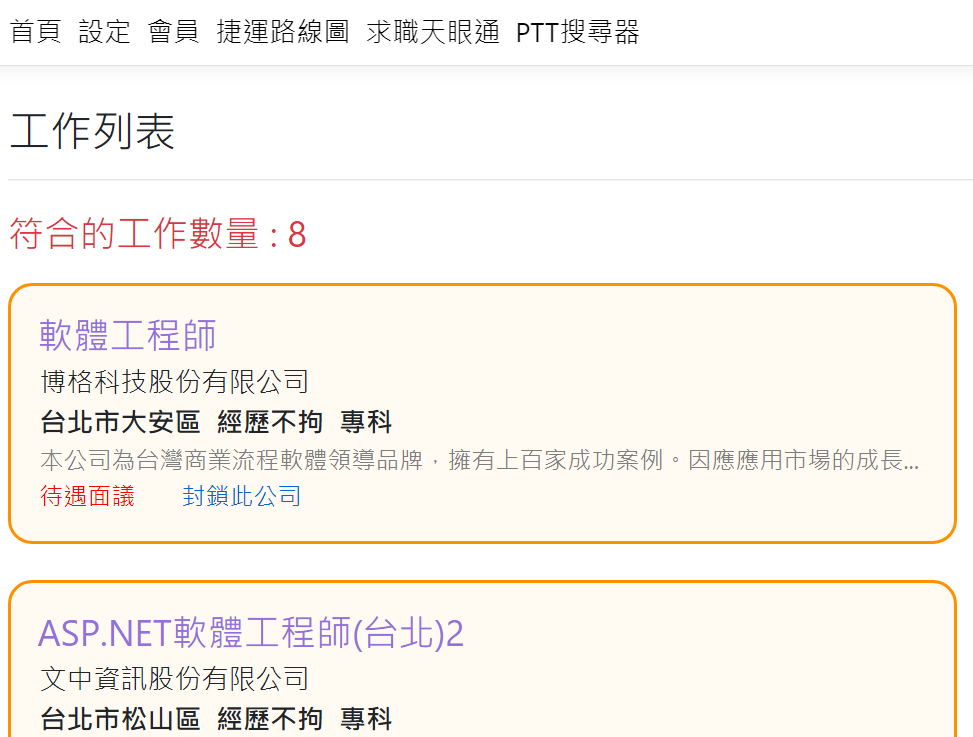 首頁 設定 會員 捷運路線圖 求職天眼通 PTT搜尋器
工作列表
符合的工作數量 : 8
軟體工程師
博格科技股份有限公司
台北市大安區 經歷不拘 專科
本公司為台灣商業流程軟體領導品牌，擁有上百家成功案例。因應應用市場的成長...
待遇面議 封鎖此公司
ASP.NET軟體工程師(台北)2
文中資訊股份有限公司
台北市松山區 經歷不拘 專科